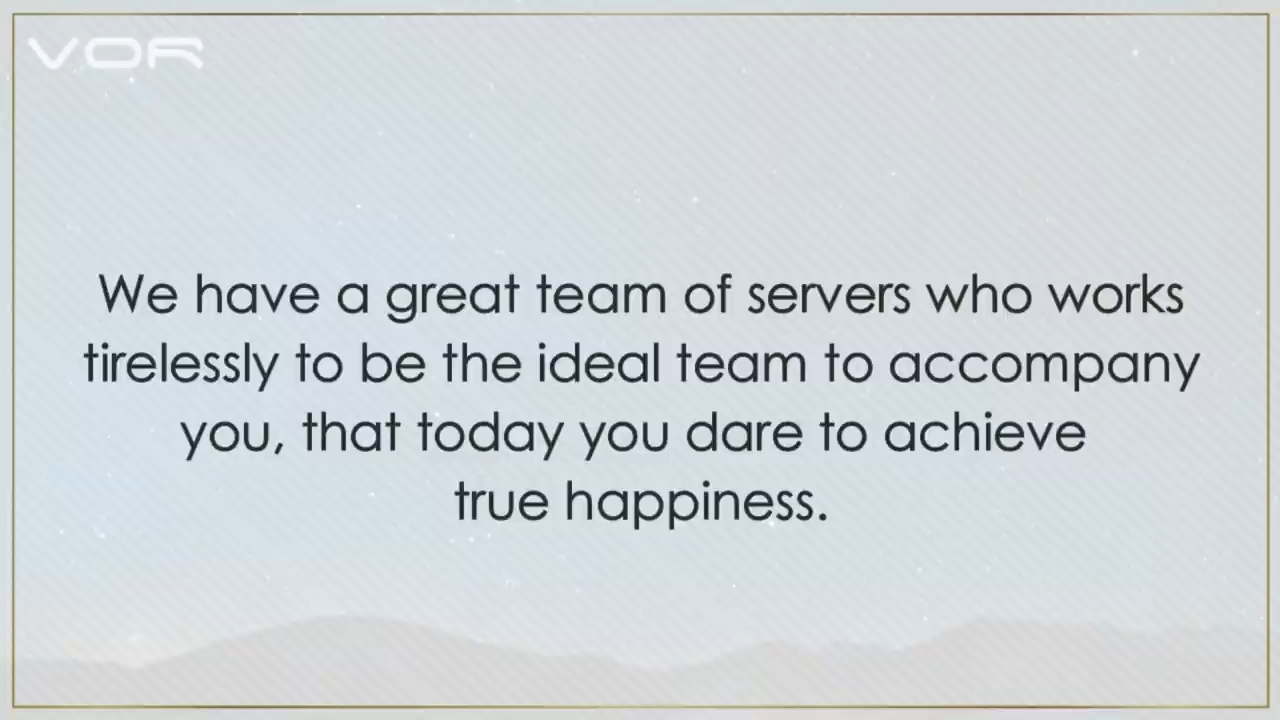 VOR
We have a great team of servers who works
tirelessly to be the ideal team to accompany
you, that today you dare to achieve
true happiness.